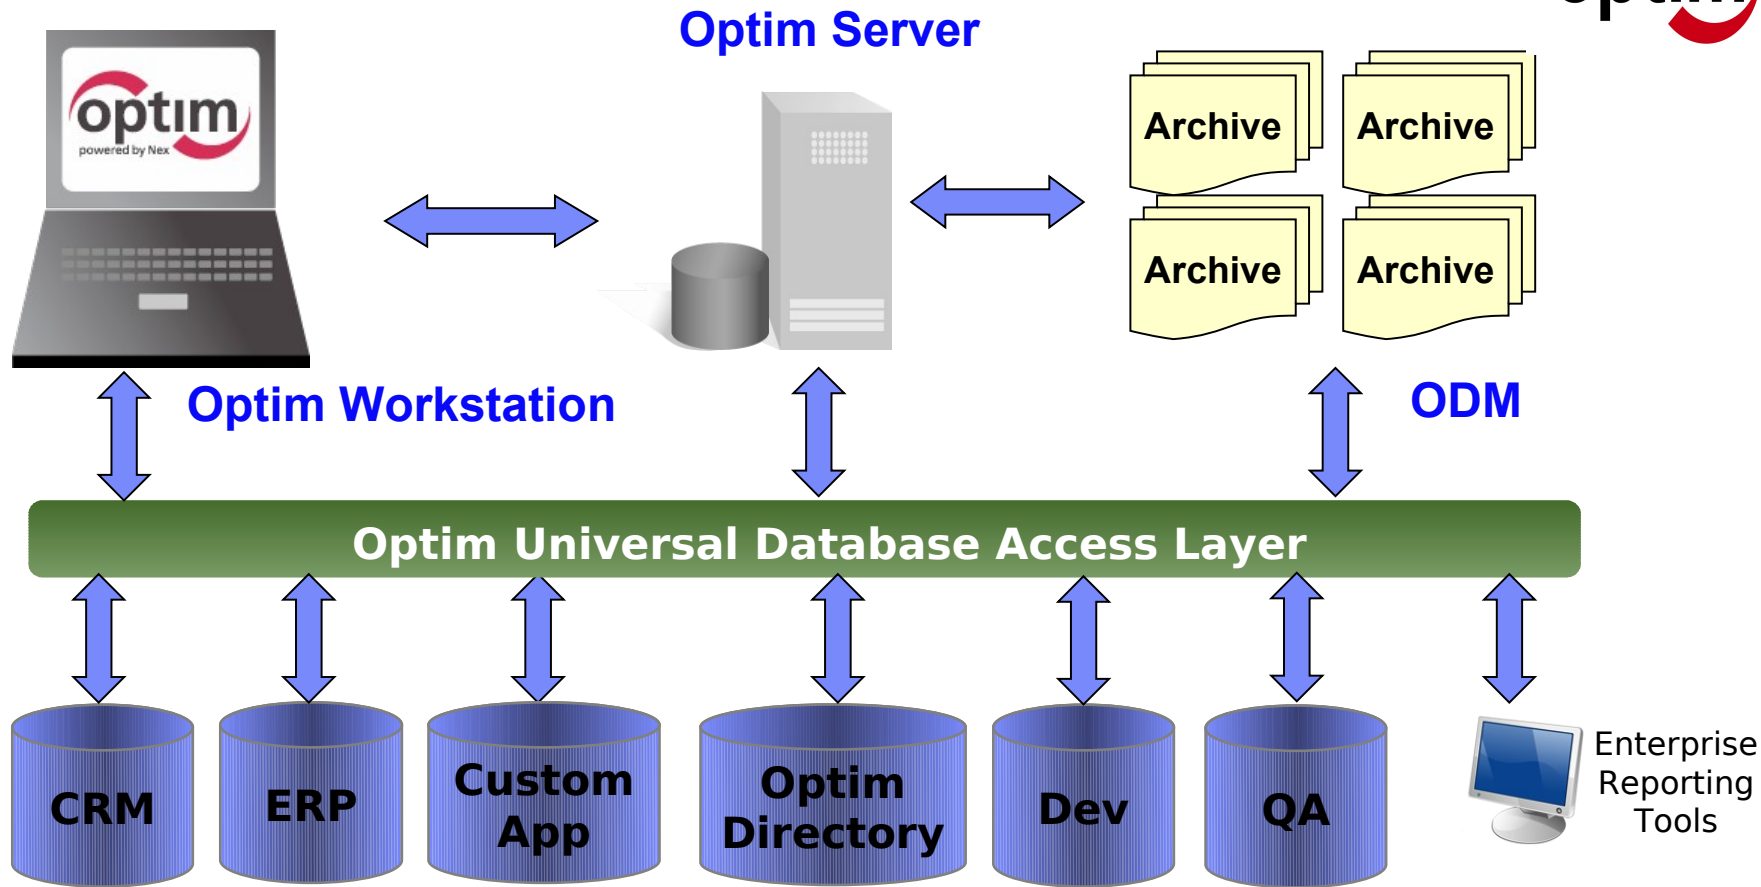 Optim Server
optim
optim
powered by Nex
Archive
Archive
Archive
Archive
Optim Workstation
ODM
Optim Universal Database Access Layer
CRM
ERP
Custom
App
Optim
Directory
Dev
QA
Enterprise
Reporting
Tools